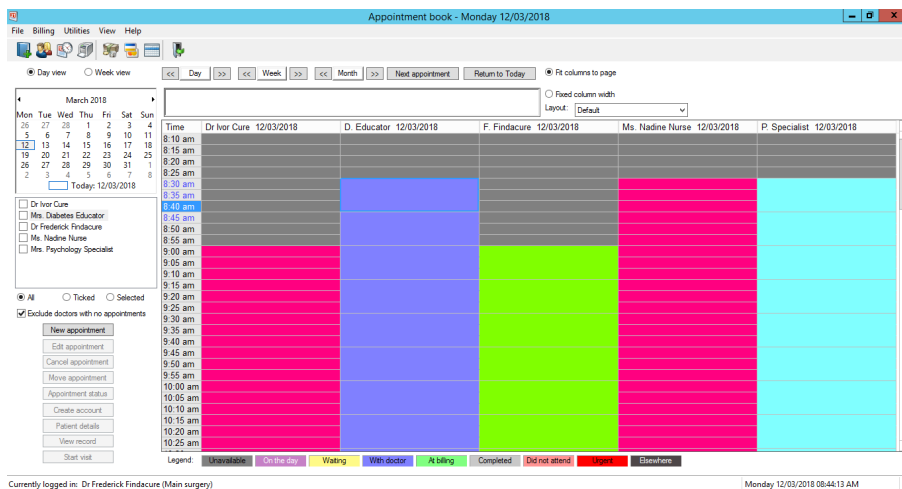 Appointment book - Monday 12/03/2018
File Billing Utilities View Help
Day view Week view
<< Day >> << Week >> << Month >> Next appointment Return to Today Fit columns to page
Fixed column width
Layout: Default
March 2018
Mon Tue Wed Thu Fri Sat Sun
26 27 28 1 2 3 4
5 6 7 8 9 10 11
12 13 14 15 16 17 18
19 20 21 22 23 24 25
26 27 28 29 30 31 1
2 3 4 5 6 7 8
Today: 12/03/2018
Dr Ivor Cure
Mrs. Diabetes Educator
Dr Frederick Findacure
Ms. Nadine Nurse
Mrs. Psychology Specialist
All Ticked Selected
Exclude doctors with no appointments
New appointment
Edit appointment
Cancel appointment
Move appointment
Appointment status
Create account
Patient details
View record
Start visit
Time Dr Ivor Cure 12/03/2018 D. Educator 12/03/2018 F. Findacure 12/03/2018 Ms. Nadine Nurse 12/03/2018 P. Specialist 12/03/2018
8:10 am
8:15 am
8:20 am
8:25 am
8:30 am
8:35 am
8:40 am
8:45 am
8:50 am
8:55 am
9:00 am
9:05 am
9:10 am
9:15 am
9:20 am
9:25 am
9:30 am
9:35 am
9:40 am
9:45 am
9:50 am
9:55 am
10:00 am
10:05 am
10:10 am
10:15 am
10:20 am
10:25 am
Legend: Unavailable On the day Waiting With doctor At billing Completed Did not attend Urgent Elsewhere
Currently logged in: Dr Frederick Findacure (Main surgery) Monday 12/03/2018 08:44:13 AM